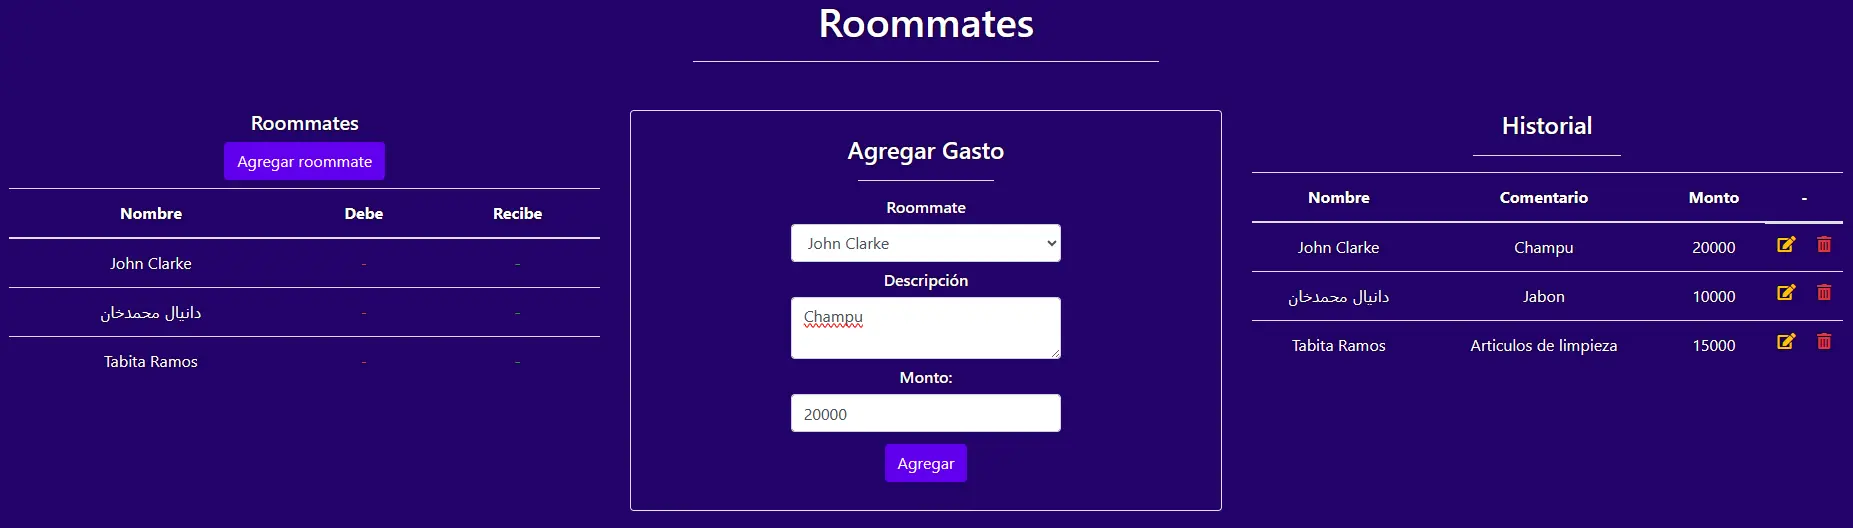 Roommates
Roommates
Agregar roommate
Nombre Debe Recibe
John Clarke - -
دانیال محمدخان - -
Tabita Ramos - -
Agregar Gasto
Roommate
John Clarke
Descripción
Champu
Monto:
20000
Agregar
Historial
Nombre Comentario Monto -
John Clarke Champu 20000
دانیال محمدخان Jabon 10000
Tabita Ramos Articulos de limpieza 15000